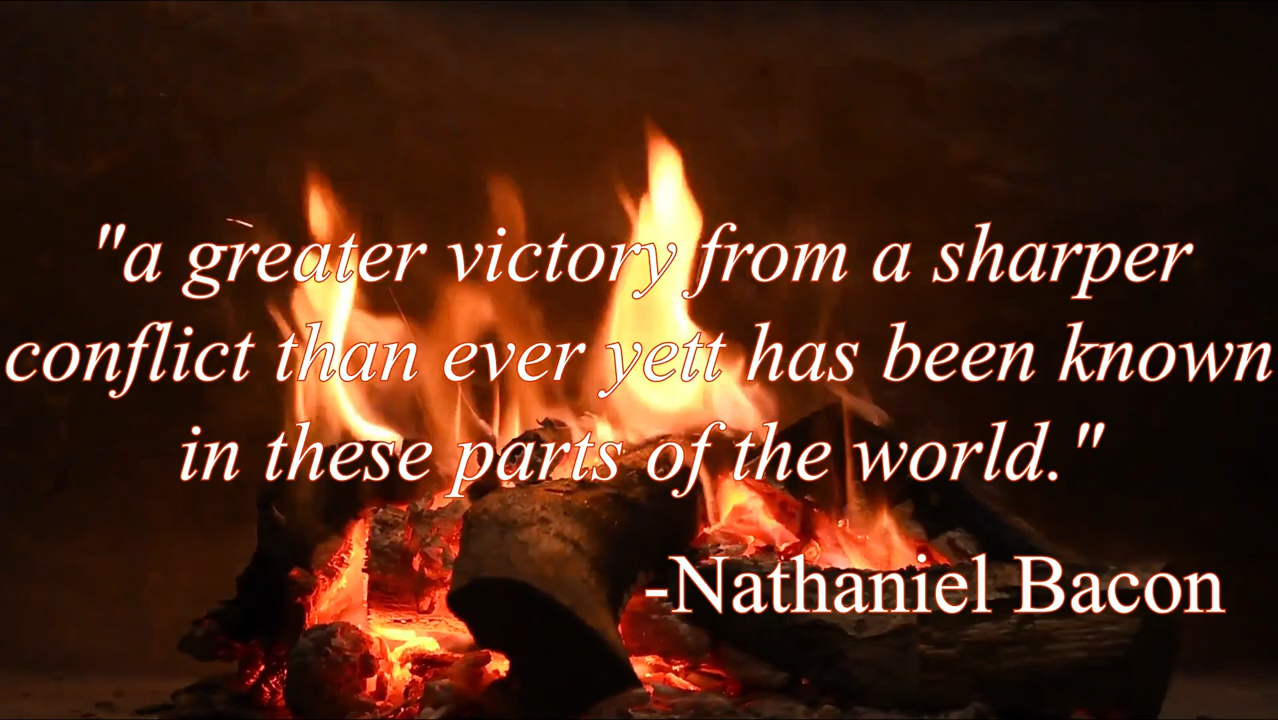 "a greater victory from a sharper
conflict than ever yett has been known
in these parts of the world."
-Nathaniel Bacon